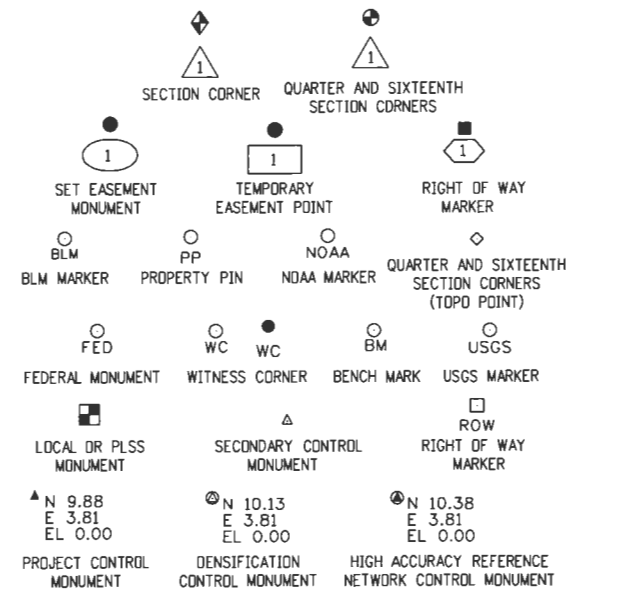 1 1
SECTION CORNER QUARTER AND SIXTEENTH
SECTION CORNERS
1 1 1
SET EASEMENT TEMPORARY RIGHT OF WAY
MONUMENT EASEMENT POINT MARKER
BLM PP NOAA
BLM MARKER PROPERTY PIN NOAA MARKER QUARTER AND SIXTEENTH
SECTION CORNERS
(TOPO POINT)
FED WC WC BM USGS
FEDERAL MONUMENT WITNESS CORNER BENCH MARK USGS MARKER
ROW
LOCAL OR PLSS SECONDARY CONTROL RIGHT OF WAY
MONUMENT MONUMENT MARKER
N 9.88 N 10.13 N 10.38
E 3.81 E 3.81 E 3.81
EL 0.00 EL 0.00 EL 0.00
PROJECT CONTROL DENSIFICATION HIGH ACCURACY REFERENCE
MONUMENT CONTROL MONUMENT NETWORK CONTROL MONUMENT